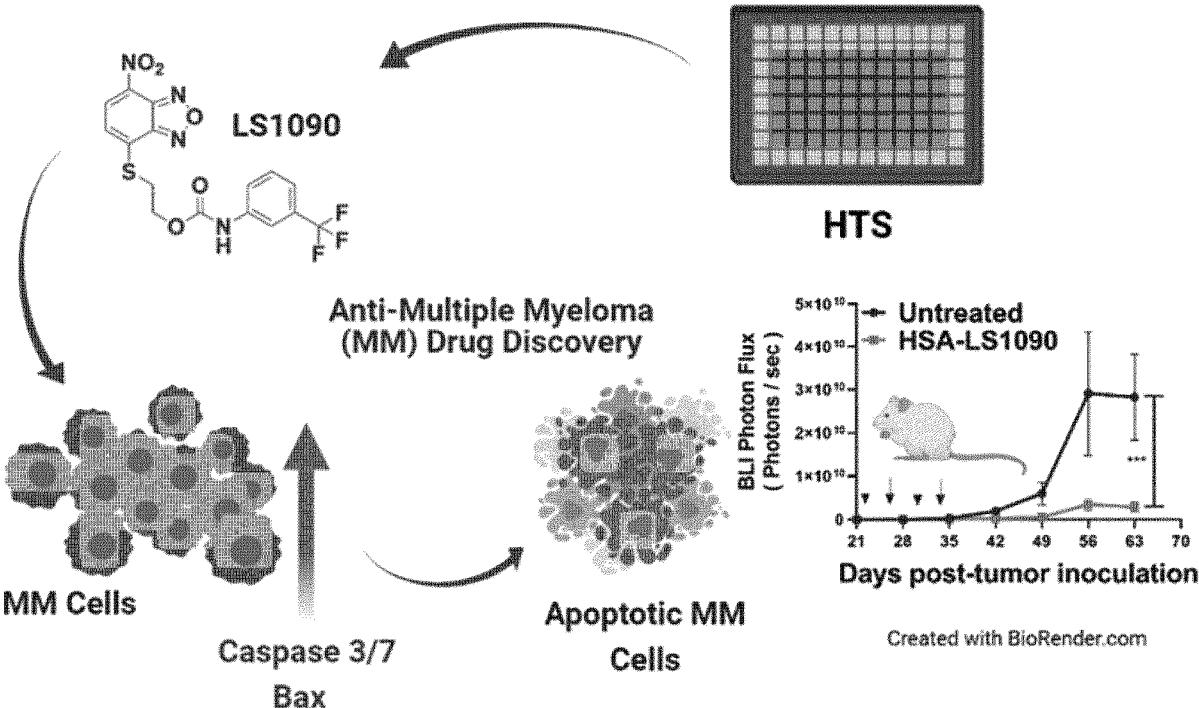 NO₂
N
O
N
LS1090
S
O
O
N
H
F
F
F
HTS
Anti-Multiple Myeloma
(MM) Drug Discovery
MM Cells
Caspase 3/7
Bax
Apoptotic MM
Cells
BLI Photon Flux
( Photons / sec)
5×10¹⁰
4×10¹⁰
3×10¹⁰
2×10¹⁰
1×10¹⁰
0
Untreated
HSA-LS1090
***
21 28 35 42 49 56 63 70
Days post-tumor inoculation
Created with BioRender.com